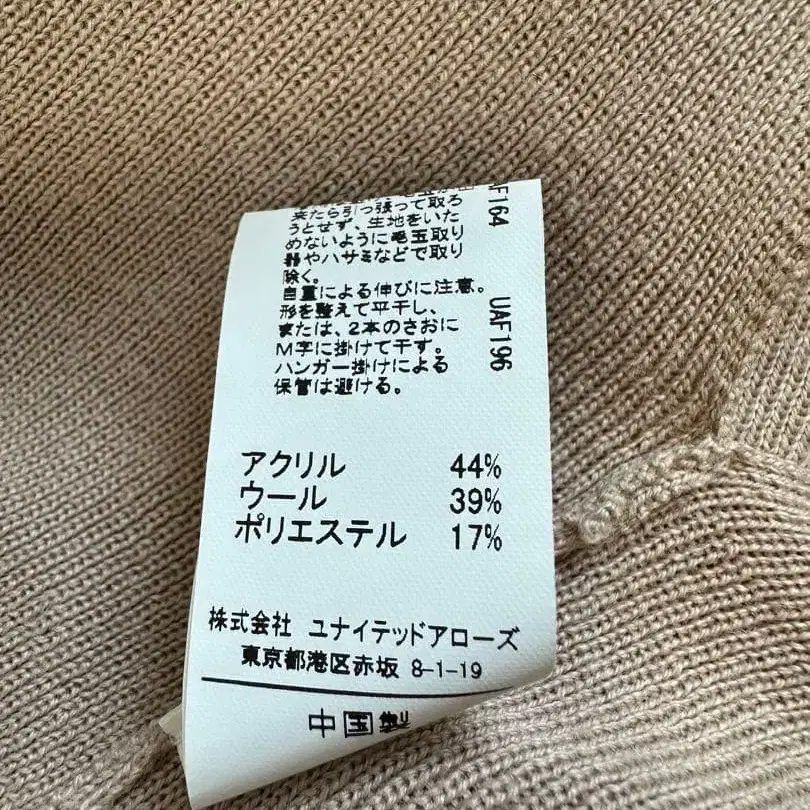 来たら引っ張って取ろ
うとせず、生地をいた
めないように毛玉取り
器やハサミなどで取り
除く。
自重による伸びに注意。
形を整えて平干し、
または、2本のさおに
M字に掛けて干す。
ハンガー掛けによる
保管は避ける。
F164
UAF196
アクリル 44%
ウール 39%
ポリエステル 17%
株式会社 ユナイテッドアローズ
東京都港区赤坂 8-1-19
中国製